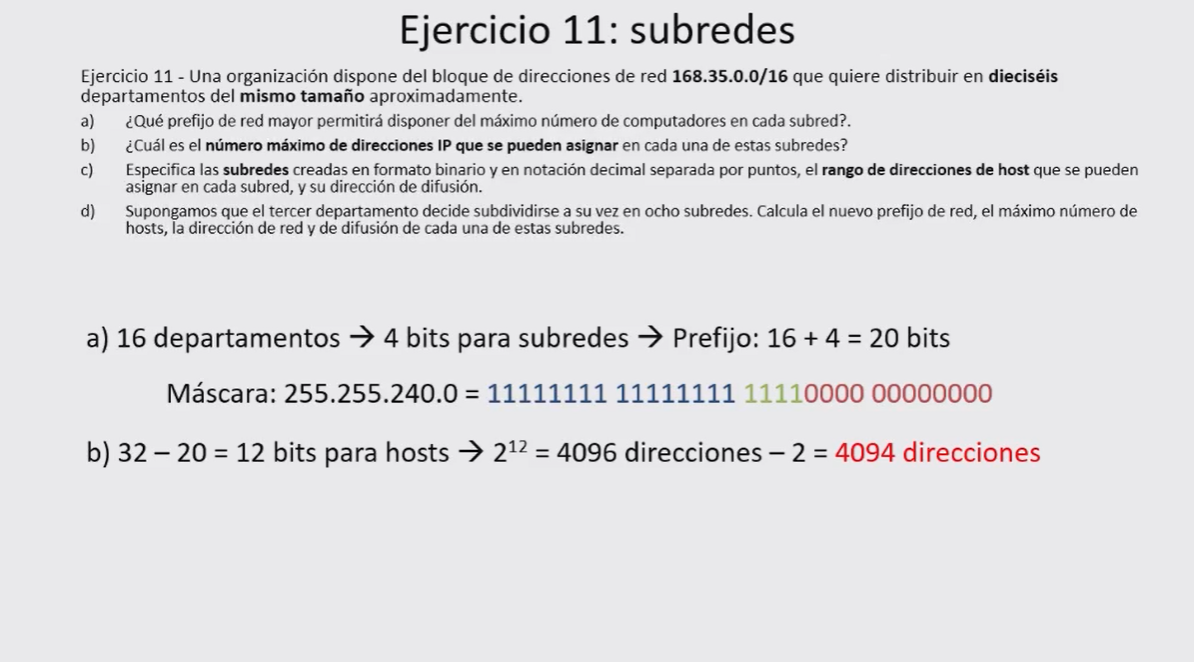 Ejercicio 11: subredes
Ejercicio 11 - Una organización dispone del bloque de direcciones de red 168.35.0.0/16 que quiere distribuir en dieciséis
departamentos del mismo tamaño aproximadamente.
a) ¿Qué prefijo de red mayor permitirá disponer del máximo número de computadores en cada subred?.
b) ¿Cuál es el número máximo de direcciones IP que se pueden asignar en cada una de estas subredes?
c) Especifica las subredes creadas en formato binario y en notación decimal separada por puntos, el rango de direcciones de host que se pueden
asignar en cada subred, y su dirección de difusión.
d) Supongamos que el tercer departamento decide subdividirse a su vez en ocho subredes. Calcula el nuevo prefijo de red, el máximo número de
hosts, la dirección de red y de difusión de cada una de estas subredes.
a) 16 departamentos → 4 bits para subredes → Prefijo: 16 + 4 = 20 bits
Máscara: 255.255.240.0 = 11111111 11111111 11110000 00000000
b) 32 – 20 = 12 bits para hosts → 2¹² = 4096 direcciones – 2 = 4094 direcciones